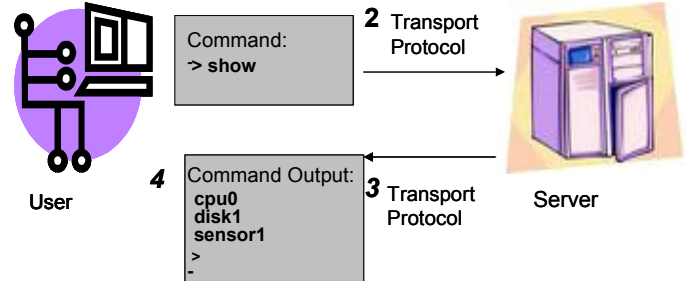 Command:
-> show
2 Transport
Protocol
User
4
Command Output:
cpu0
disk1
sensor1
>
-
3 Transport
Protocol
Server